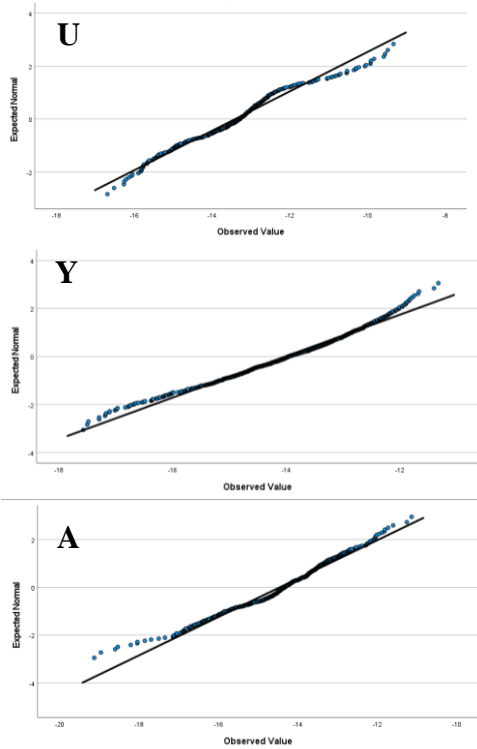 U
4
2
0
-2
Expected Normal
-18 -16 -14 -12 -10 -8
Observed Value
Y
4
2
0
-2
-4
Expected Normal
-18 -16 -14 -12
Observed Value
A
2
0
-2
-4
Expected Normal
-20 -18 -16 -14 -12 -10
Observed Value